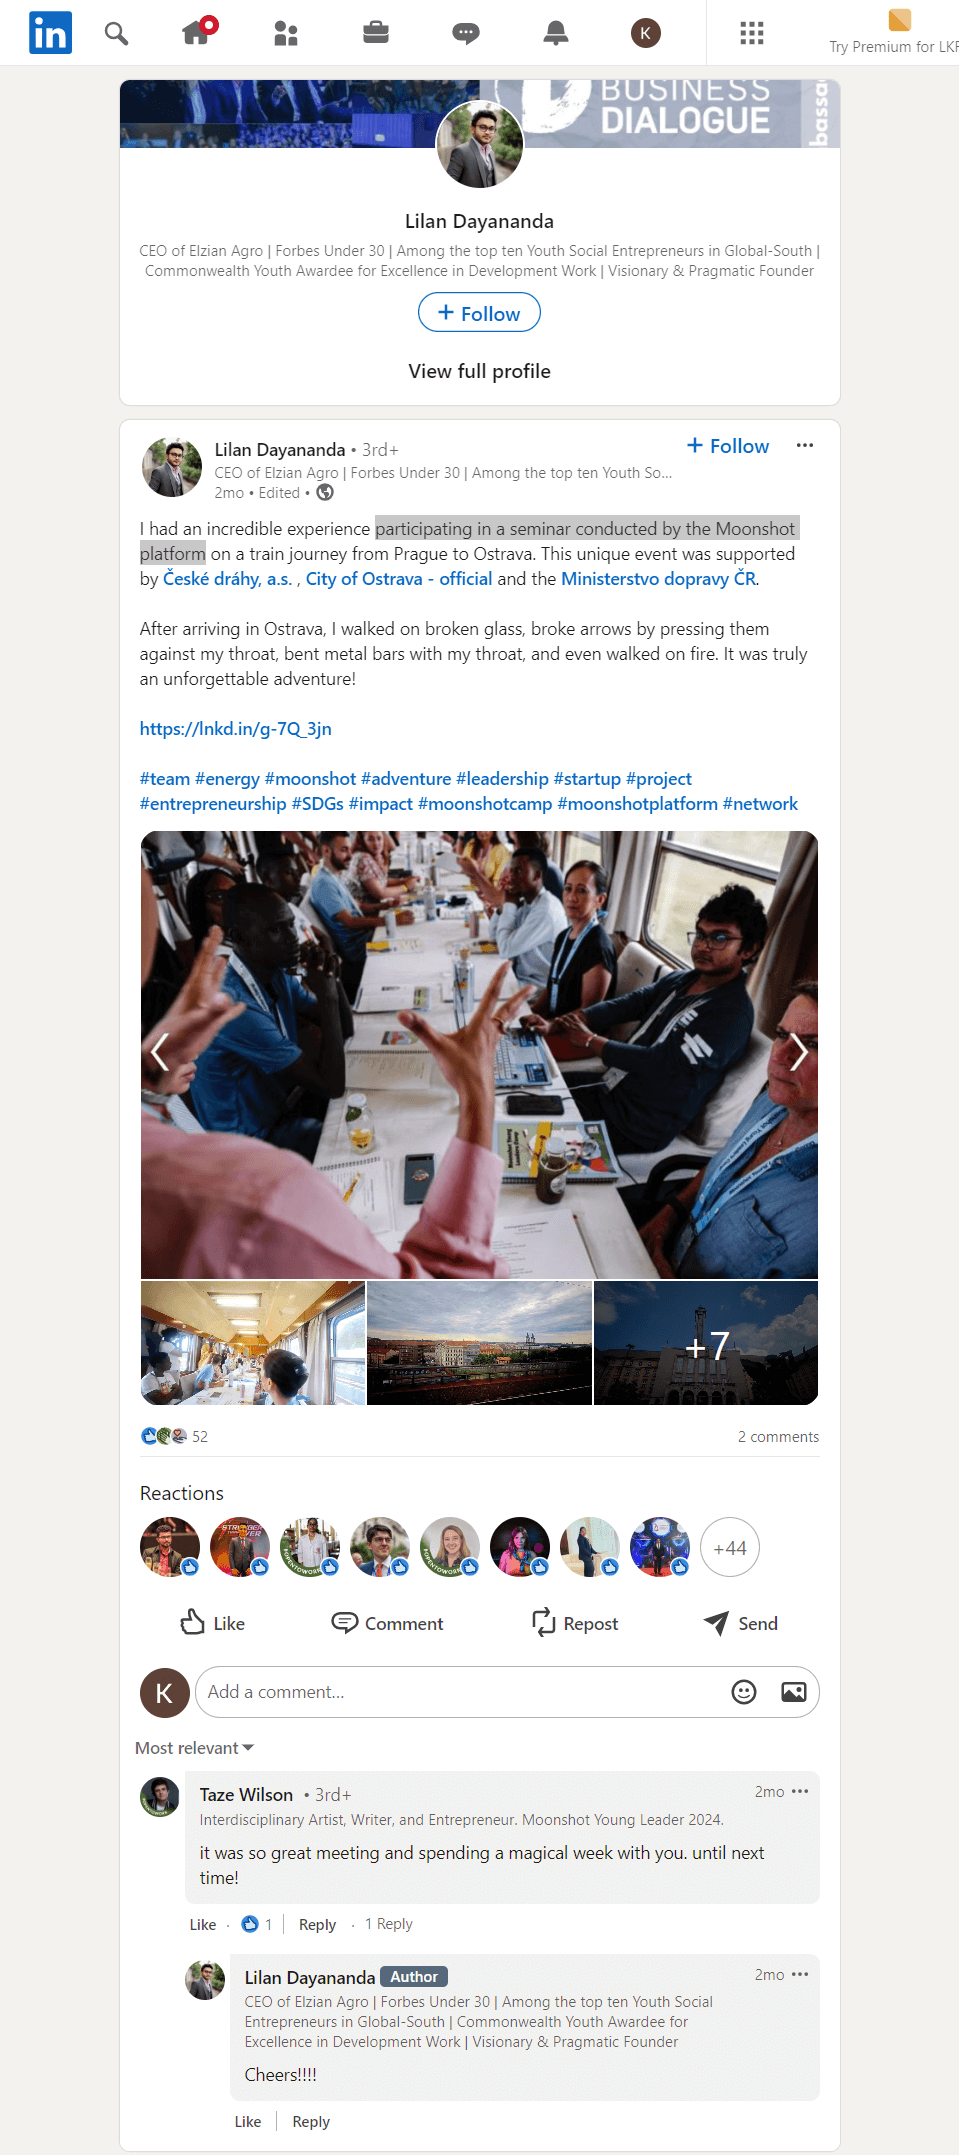 in
K
Try Premium for LKR
BUSINESS
DIALOGUE
bassa
Lilan Dayananda
CEO of Elzian Agro | Forbes Under 30 | Among the top ten Youth Social Entrepreneurs in Global-South |
Commonwealth Youth Awardee for Excellence in Development Work | Visionary & Pragmatic Founder
+ Follow
View full profile
Lilan Dayananda • 3rd+
+ Follow
CEO of Elzian Agro | Forbes Under 30 | Among the top ten Youth So...
2mo • Edited •
I had an incredible experience participating in a seminar conducted by the Moonshot
platform on a train journey from Prague to Ostrava. This unique event was supported
by České dráhy, a.s. , City of Ostrava - official and the Ministerstvo dopravy ČR.
After arriving in Ostrava, I walked on broken glass, broke arrows by pressing them
against my throat, bent metal bars with my throat, and even walked on fire. It was truly
an unforgettable adventure!
https://lnkd.in/g-7Q_3jn
#team #energy #moonshot #adventure #leadership #startup #project
#entrepreneurship #SDGs #impact #moonshotcamp #moonshotplatform #network
+7
52
2 comments
Reactions
+44
Like
Comment
Repost
Send
K
Add a comment...
Most relevant
Taze Wilson • 3rd+
2mo
Interdisciplinary Artist, Writer, and Entrepreneur. Moonshot Young Leader 2024.
it was so great meeting and spending a magical week with you. until next
time!
Like · 1 | Reply · 1 Reply
Lilan Dayananda Author
2mo
CEO of Elzian Agro | Forbes Under 30 | Among the top ten Youth Social
Entrepreneurs in Global-South | Commonwealth Youth Awardee for
Excellence in Development Work | Visionary & Pragmatic Founder
Cheers!!!!
Like | Reply